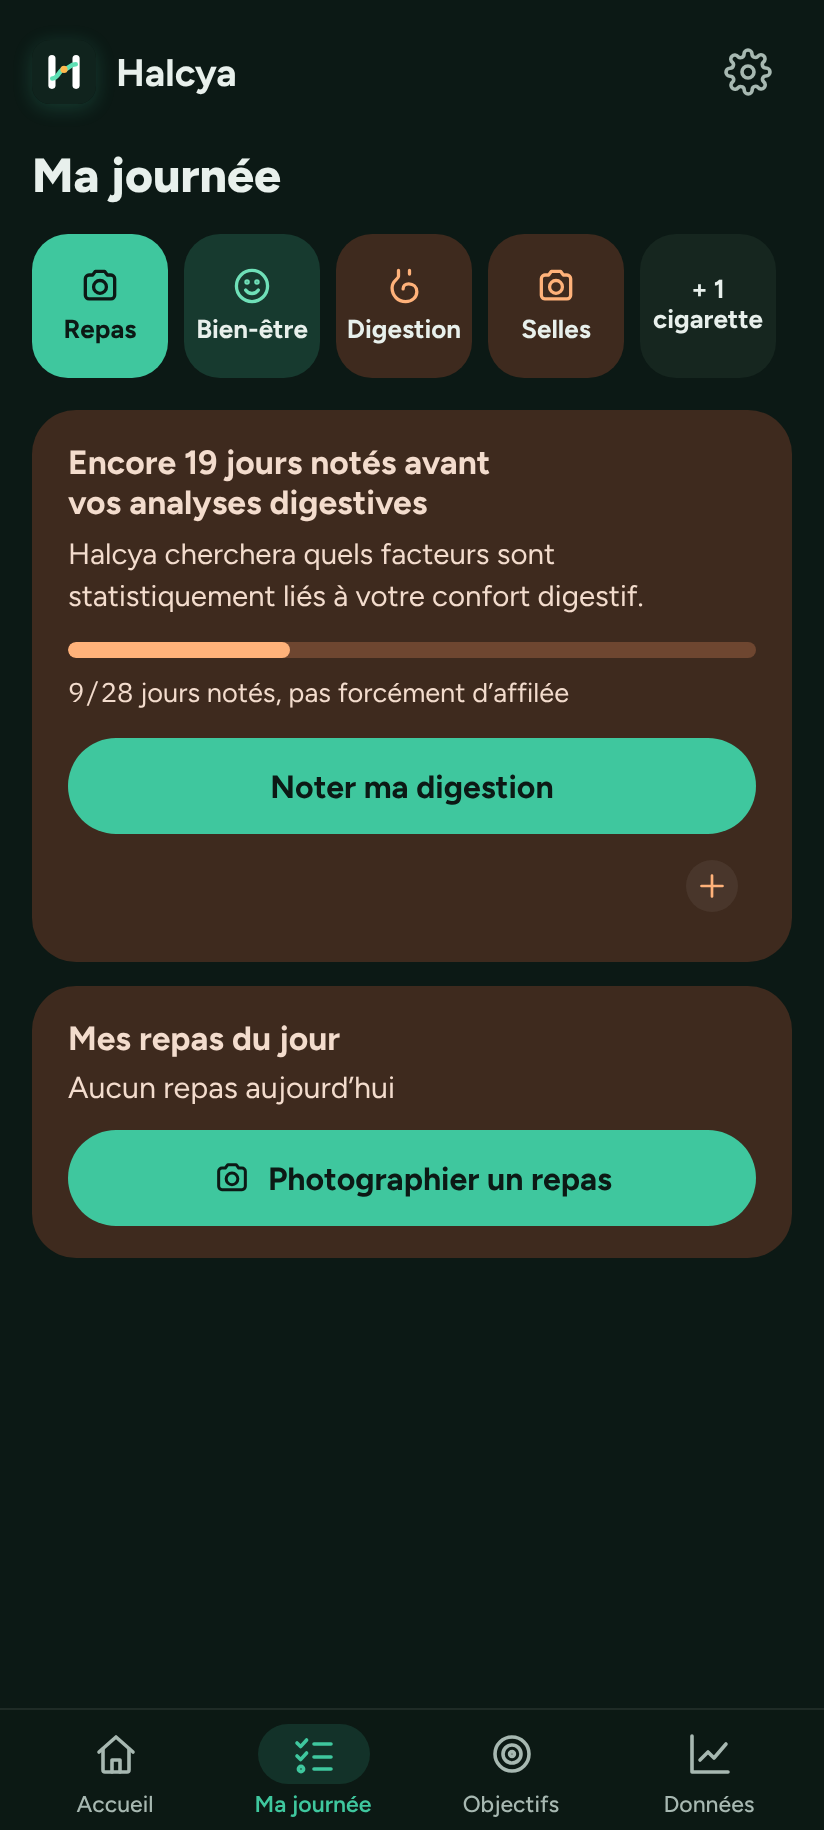 Halcya
Ma journée
Repas
Bien-être
Digestion
Selles
+ 1
cigarette
Encore 19 jours notés avant
vos analyses digestives
Halcya cherchera quels facteurs sont
statistiquement liés à votre confort digestif.
9/28 jours notés, pas forcément d’affilée
Noter ma digestion
Mes repas du jour
Aucun repas aujourd’hui
Photographier un repas
Accueil
Ma journée
Objectifs
Données